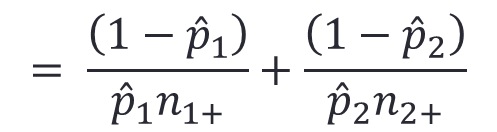 = (1 − p̂₁) / (p̂₁n₁₊) + (1 − p̂₂) / (p̂₂n₂₊)